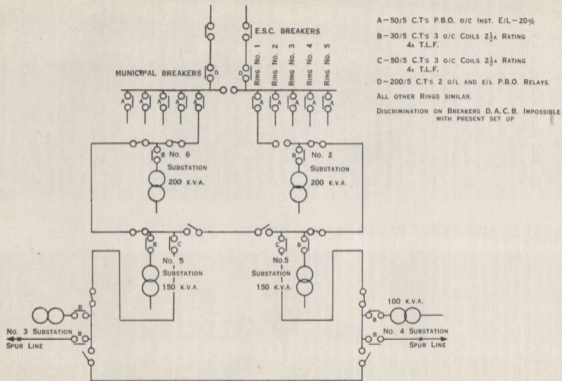 E.S.C. BREAKERS
RING No. 1
RING No. 2
RING No. 3
RING No. 4
RING No. 5
MUNICIPAL BREAKERS
D
D
A A A A A
A A A A A
A–50/5 C.T's P.B.O. O/C INST. E/L–20%
B–30/5 C.T's 3 O/C COILS 2½A RATING
4A T.L.F.
C–50/5 C.T's 3 O/C COILS 2½A RATING
4A T.L.F.
D–200/5 C.T's 2 O/L AND E/L P.B.O. RELAYS.
ALL OTHER RINGS SIMILAR.
DISCRIMINATION ON BREAKERS D, A, C, B, IMPOSSIBLE
WITH PRESENT SET UP
B No. 6
SUBSTATION
200 K.V.A.
B No. 2
SUBSTATION
200 K.V.A.
B C
No. 5
SUBSTATION
150 K.V.A.
C B
No.5
SUBSTATION
150 K.V.A.
B
No. 3 SUBSTATION
B
SPUR LINE
100 K.V.A.
B
No. 4 SUBSTATION
B
SPUR LINE